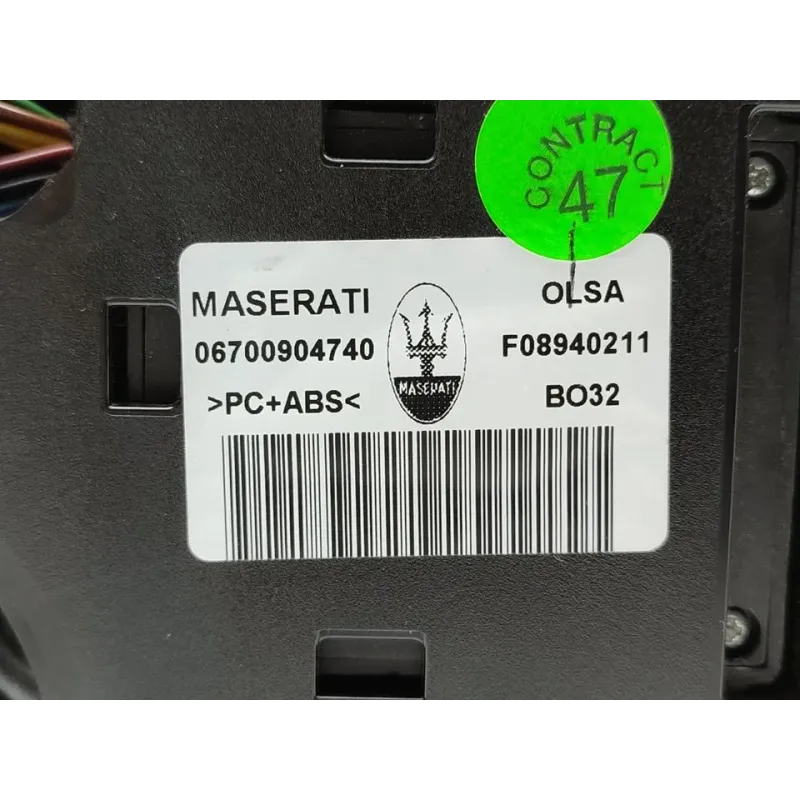 CONTRACT
47
MASERATI
OLSA
06700904740
F08940211
>PC+ABS<
BO32
MASERATI